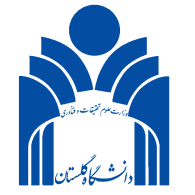 وزارت علوم تحقیقات و فناوری
دانشگاه گلستان